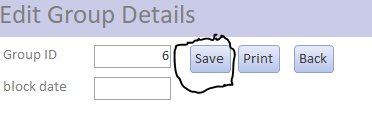 Edit Group Details
Group ID 6 Save Print Back
block date